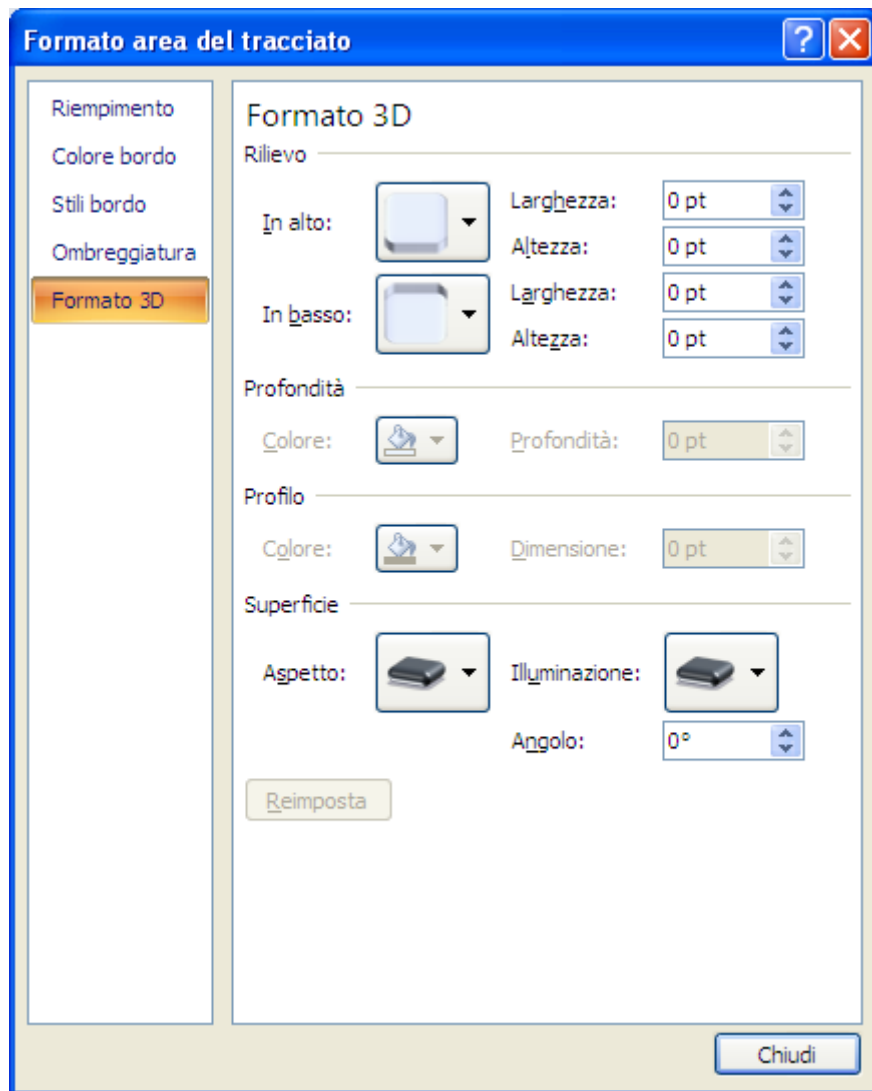 Formato area del tracciato
Riempimento
Colore bordo
Stili bordo
Ombreggiatura
Formato 3D
Formato 3D
Rilievo
In alto:
Larghezza: 0 pt
Altezza: 0 pt
In basso:
Larghezza: 0 pt
Altezza: 0 pt
Profondità
Colore: Profondità: 0 pt
Profilo
Colore: Dimensione: 0 pt
Superficie
Aspetto: Illuminazione:
Angolo: 0°
Reimposta
Chiudi